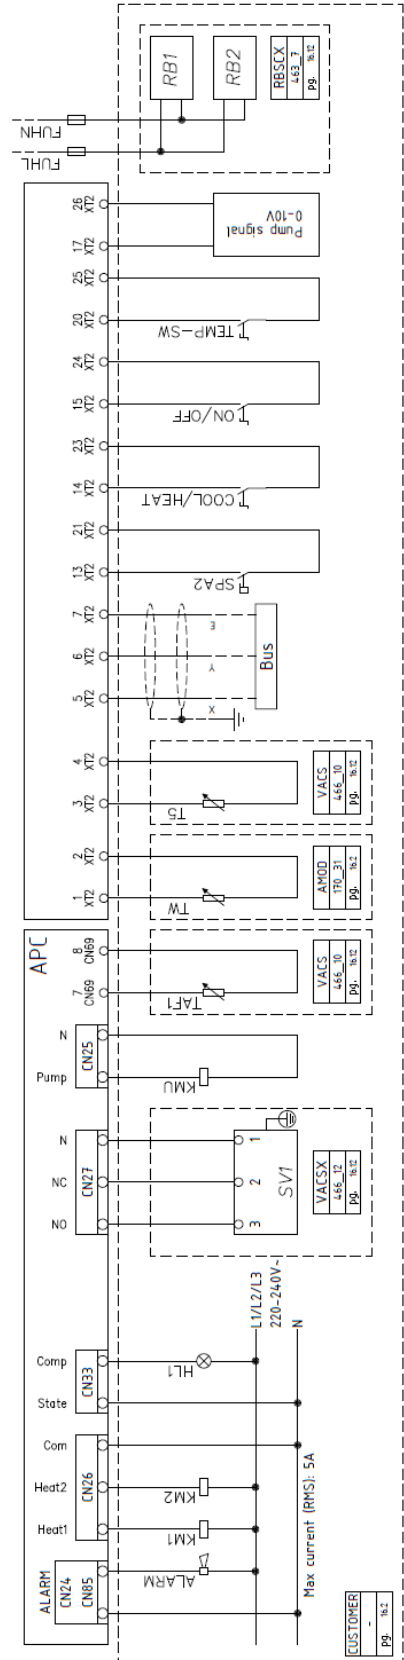 FUHN
FUHL
RB1
RB2
RBSCX
463_7
pg. 16.12
26
XT2
17
XT2
Pump signal
0-10V
25
XT2
20
XT2
TEMP-SW
24
XT2
15
XT2
ON/OFF
23
XT2
14
XT2
COOL/HEAT
21
XT2
13
XT2
SPA2
7
XT2
6
XT2
5
XT2
E
Y
X
Bus
4
XT2
3
XT2
T5
VACS
466_10
pg. 16.12
2
XT2
1
XT2
TW
AMOD
170_31
pg. 16.2
APC
8
CN69
7
CN69
TAF1
VACS
466_10
pg. 16.12
N
Pump
CN25
KMU
N
NC
NO
CN27
1
2
3
SV1
VACSX
466_12
pg. 16.12
L1/L2/L3
220-240V~
N
Comp
State
CN33
HL1
Com
Heat2
Heat1
CN26
KM2
KM1
ALARM
CN24
CN85
ALARM
Max current (RMS): 5A
CUSTOMER
-
pg. 16.2